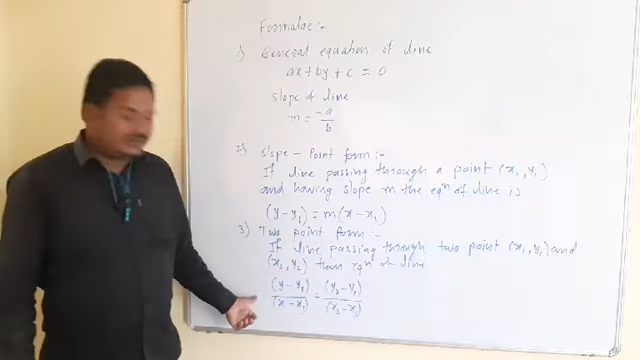 Formulae :-
1) General equation of line
ax + by + c = 0
slope of line
m = -a/b
2) slope - Point form :-
If line passing through a point (x₁, y₁)
and having slope m the eqⁿ of line is
(y-y₁) = m(x-x₁)
3) Two point form :-
If line passing through two point (x₁, y₁) and
(x₂, y₂) then eqⁿ of line
(y-y₁)/(x-x₁) = (y₂-y₁)/(x₂-x₁)